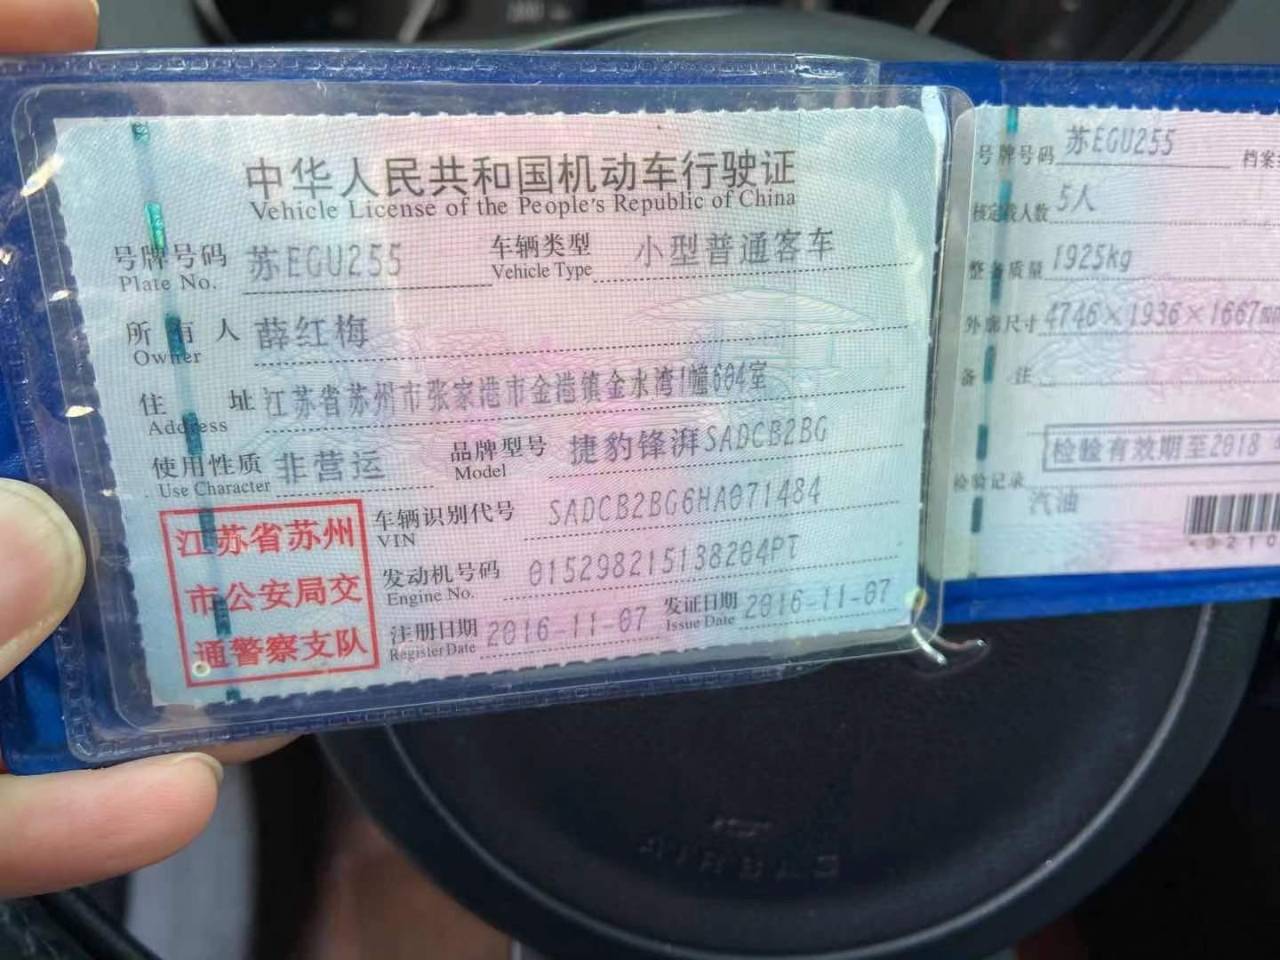 中华人民共和国机动车行驶证
Vehicle License of the People's Republic of China
号牌号码 苏EGU255 车辆类型 小型普通客车
Plate No. Vehicle Type
所有人 薛红梅
Owner
住址 江苏省苏州市张家港市金港镇金水湾1幢604室
Address
使用性质 非营运 品牌型号 捷豹锋湃SADCB2BG
Use Character Model
车辆识别代号 SADCB2BG6HA071484
VIN
发动机号码 015298215138204PT
Engine No.
注册日期 2016-11-07 发证日期 2016-11-07
Register Date Issue Date
江苏省苏州
市公安局交
通警察支队
号牌号码 苏EGU255 档案
核定载人数 5人
整备质量 1925kg
外廓尺寸 4746×1936×1667mm
备注
检验有效期至2018
检验记录
汽油
AIRBAG